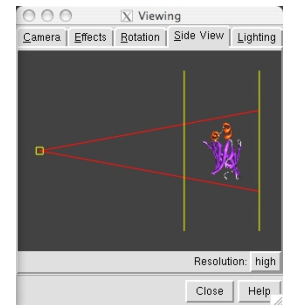 Viewing
Camera Effects Rotation Side View Lighting
Resolution: high
Close Help